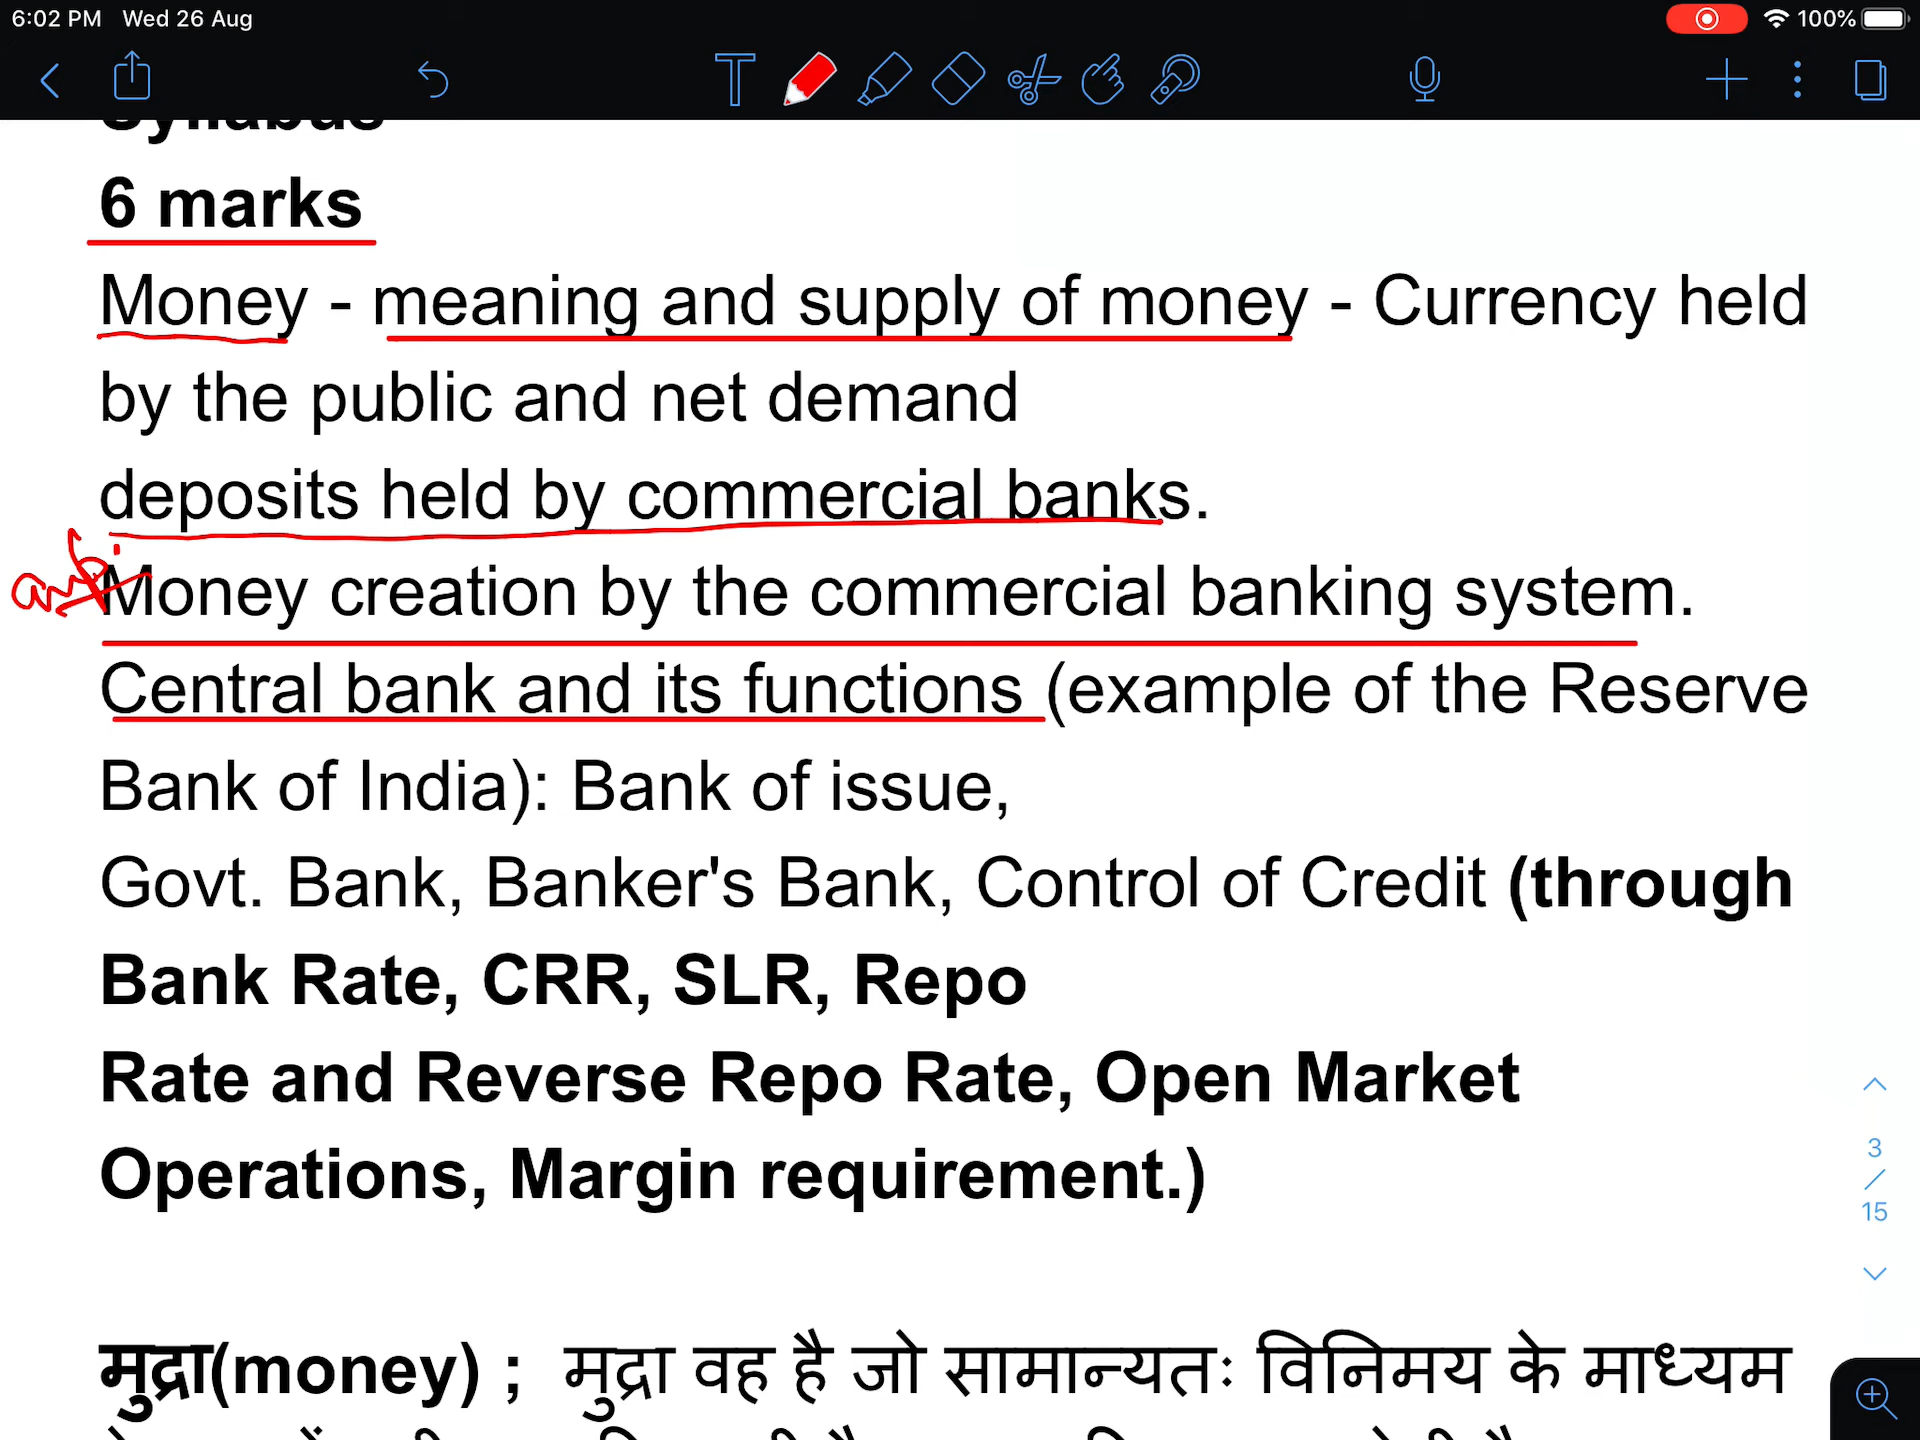 6:02 PM Wed 26 Aug
100%
Syllabus
6 marks
Money - meaning and supply of money - Currency held
by the public and net demand
deposits held by commercial banks.
Money creation by the commercial banking system.
Central bank and its functions (example of the Reserve
Bank of India): Bank of issue,
Govt. Bank, Banker's Bank, Control of Credit (through
Bank Rate, CRR, SLR, Repo
Rate and Reverse Repo Rate, Open Market
Operations, Margin requirement.)
3
/
15
मुद्रा(money) ; मुद्रा वह है जो सामान्यतः विनिमय के माध्यम